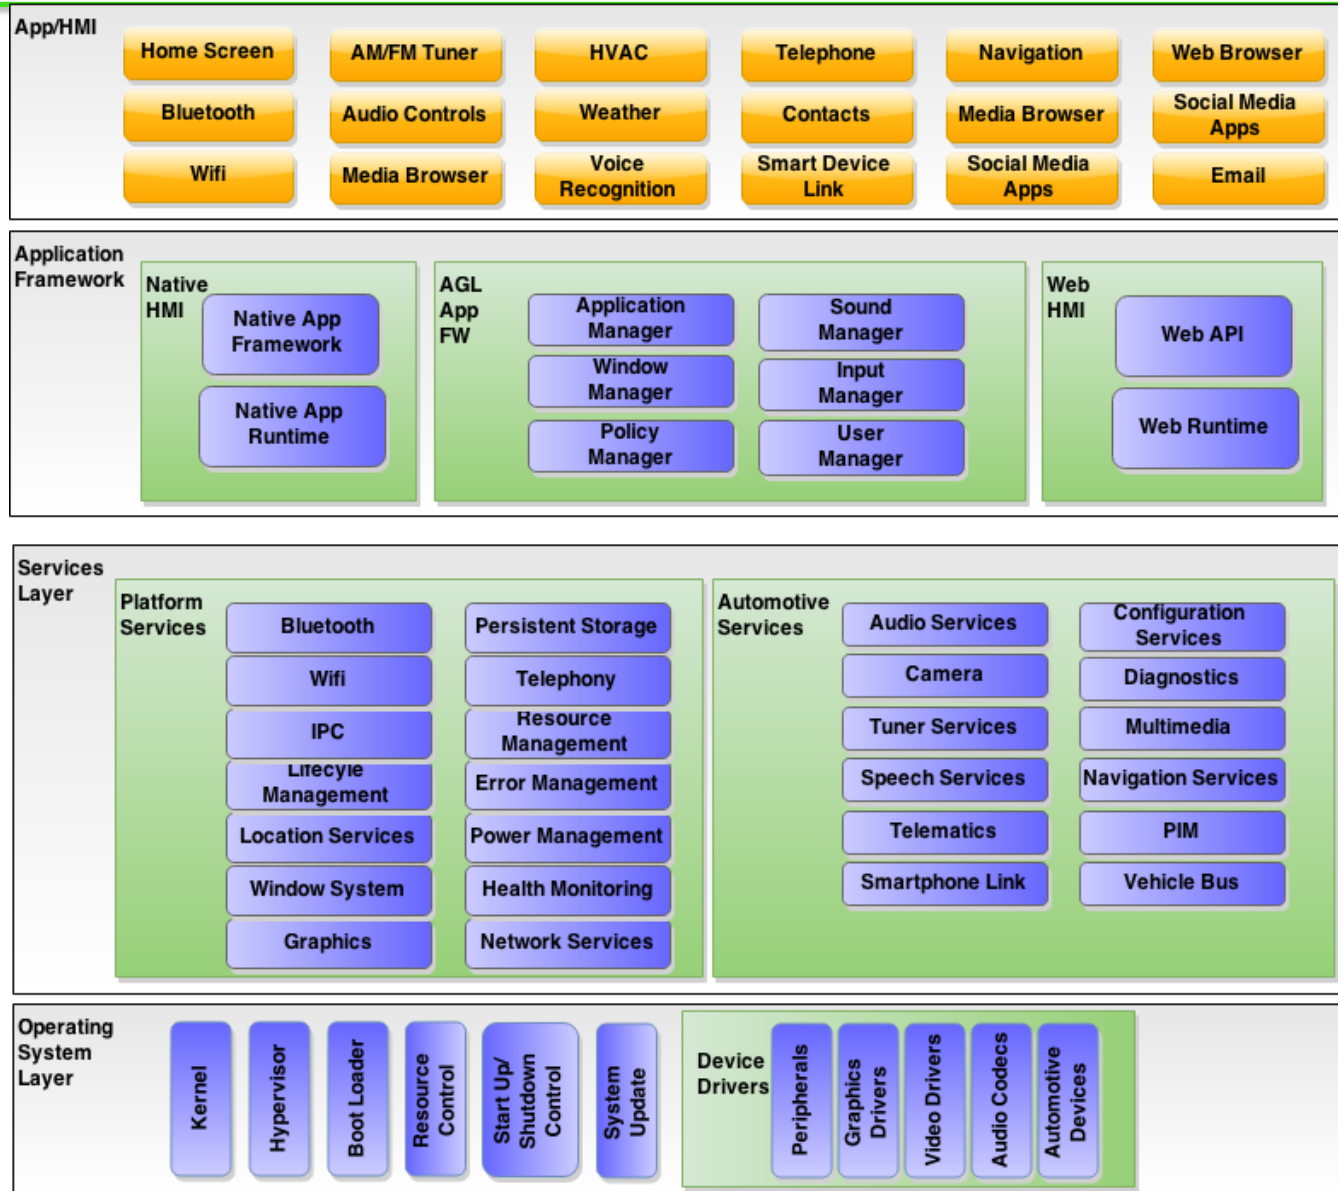 App/HMI
Home Screen
AM/FM Tuner
HVAC
Telephone
Navigation
Web Browser
Bluetooth
Audio Controls
Weather
Contacts
Media Browser
Social Media
Apps
Wifi
Media Browser
Voice
Recognition
Smart Device
Link
Social Media
Apps
Email
Application
Framework
Native
HMI
Native App
Framework
Native App
Runtime
AGL
App
FW
Application
Manager
Sound
Manager
Window
Manager
Input
Manager
Policy
Manager
User
Manager
Web
HMI
Web API
Web Runtime
Services
Layer
Platform
Services
Bluetooth
Persistent Storage
Wifi
Telephony
IPC
Resource
Management
Lifecyle
Management
Error Management
Location Services
Power Management
Window System
Health Monitoring
Graphics
Network Services
Automotive
Services
Audio Services
Configuration
Services
Camera
Diagnostics
Tuner Services
Multimedia
Speech Services
Navigation Services
Telematics
PIM
Smartphone Link
Vehicle Bus
Operating
System
Layer
Kernel
Hypervisor
Boot Loader
Resource
Control
Start Up/
Shutdown
Control
System
Update
Device
Drivers
Peripherals
Graphics
Drivers
Video Drivers
Audio Codecs
Automotive
Devices